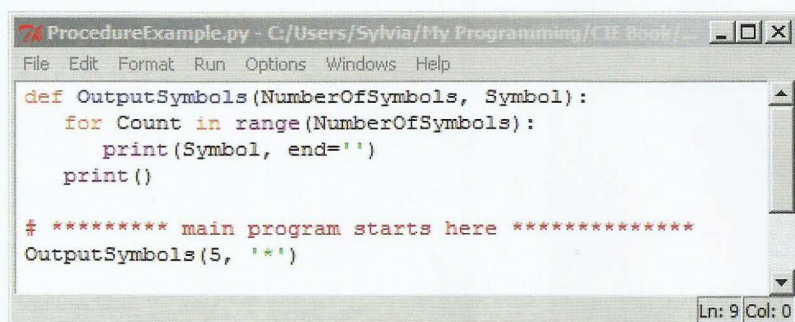 ProcedureExample.py - C:/Users/Sylvia/My Programming/CIE Book/...
File Edit Format Run Options Windows Help
def OutputSymbols(NumberOfSymbols, Symbol):
   for Count in range(NumberOfSymbols):
      print(Symbol, end='')
   print()
# ********* main program starts here **************
OutputSymbols(5, '*')
Ln: 9 Col: 0